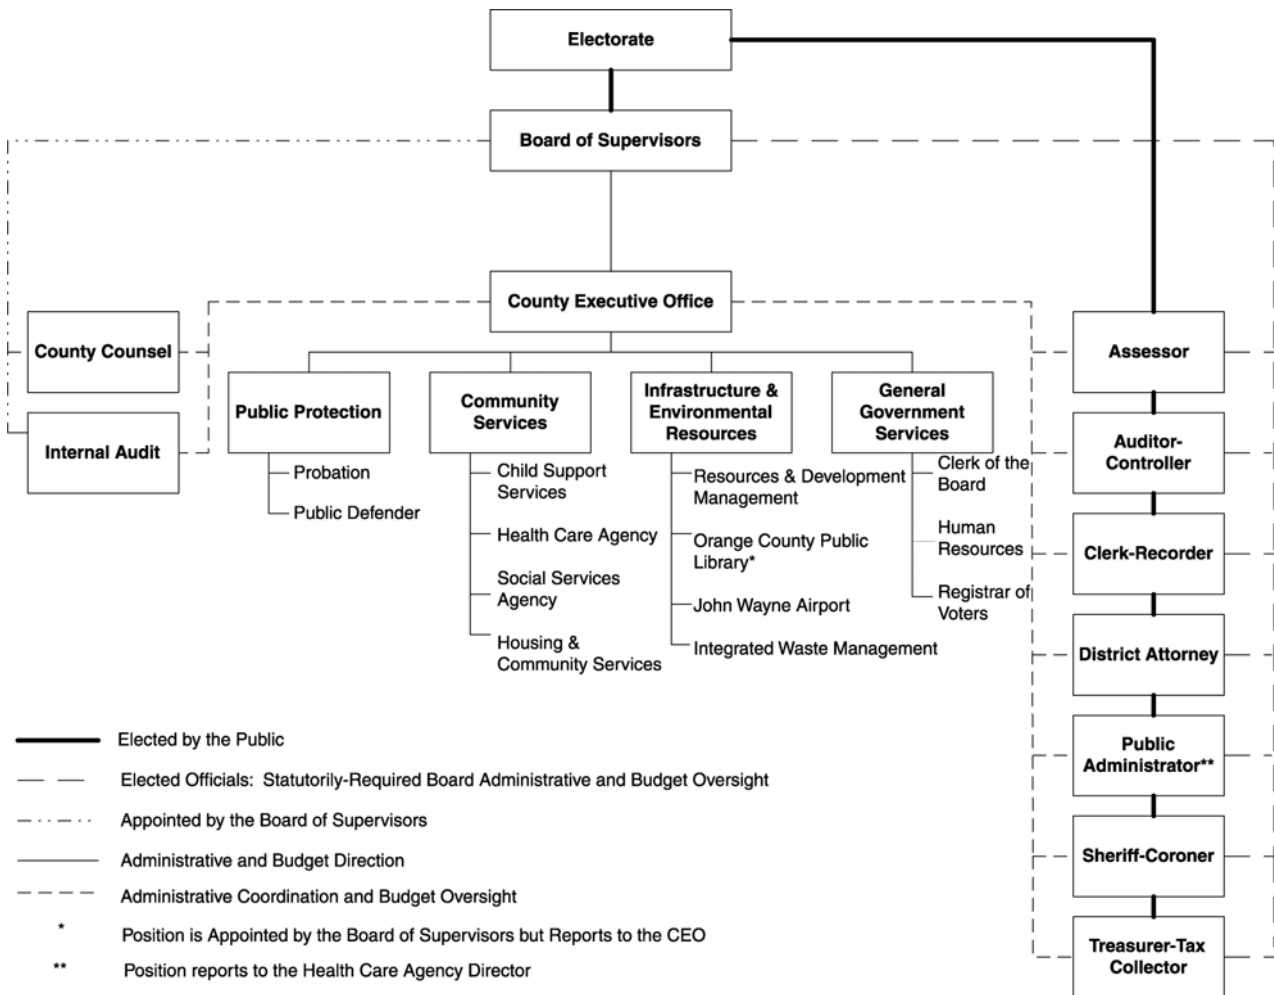 Electorate
Board of Supervisors
County Executive Office
County Counsel
Internal Audit
Public Protection
Probation
Public Defender
Community
Services
Child Support
Services
Health Care Agency
Social Services
Agency
Housing &
Community Services
Infrastructure &
Environmental
Resources
Resources & Development
Management
Orange County Public
Library*
John Wayne Airport
Integrated Waste Management
General
Government
Services
Clerk of the
Board
Human
Resources
Registrar of
Voters
Assessor
Auditor-
Controller
Clerk-Recorder
District Attorney
Public
Administrator**
Sheriff-Coroner
Treasurer-Tax
Collector
Elected by the Public
Elected Officials: Statutorily-Required Board Administrative and Budget Oversight
Appointed by the Board of Supervisors
Administrative and Budget Direction
Administrative Coordination and Budget Oversight
* Position is Appointed by the Board of Supervisors but Reports to the CEO
** Position reports to the Health Care Agency Director